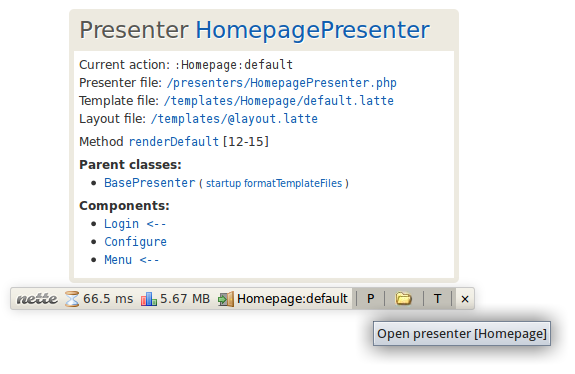 Presenter HomepagePresenter
Current action: :Homepage:default
Presenter file: /presenters/HomepagePresenter.php
Template file: /templates/Homepage/default.latte
Layout file: /templates/@layout.latte
Method renderDefault [12-15]
Parent classes:
• BasePresenter ( startup formatTemplateFiles )
Components:
• Login <--
• Configure
• Menu <--
nette 66.5 ms 5.67 MB Homepage:default P T ×
Open presenter [Homepage]